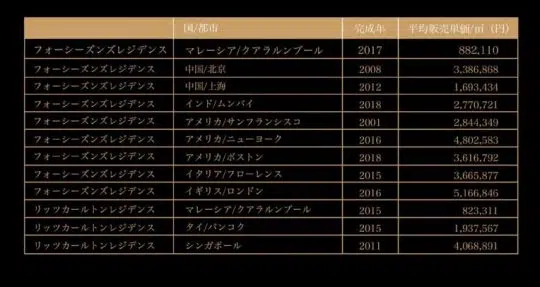 国/都市 完成年 平均販売単価/㎡（円）
フォーシーズンズレジデンス マレーシア/クアラルンプール 2017 882,110
フォーシーズンズレジデンス 中国/北京 2008 3,386,868
フォーシーズンズレジデンス 中国/上海 2012 1,693,434
フォーシーズンズレジデンス インド/ムンバイ 2018 2,770,721
フォーシーズンズレジデンス アメリカ/サンフランシスコ 2001 2,844,349
フォーシーズンズレジデンス アメリカ/ニューヨーク 2016 4,802,583
フォーシーズンズレジデンス アメリカ/ボストン 2018 3,616,792
フォーシーズンズレジデンス イタリア/フローレンス 2015 3,665,877
フォーシーズンズレジデンス イギリス/ロンドン 2016 5,166,846
リッツカールトンレジデンス マレーシア/クアラルンプール 2015 823,311
リッツカールトンレジデンス タイ/バンコク 2015 1,937,567
リッツカールトンレジデンス シンガポール 2011 4,068,891